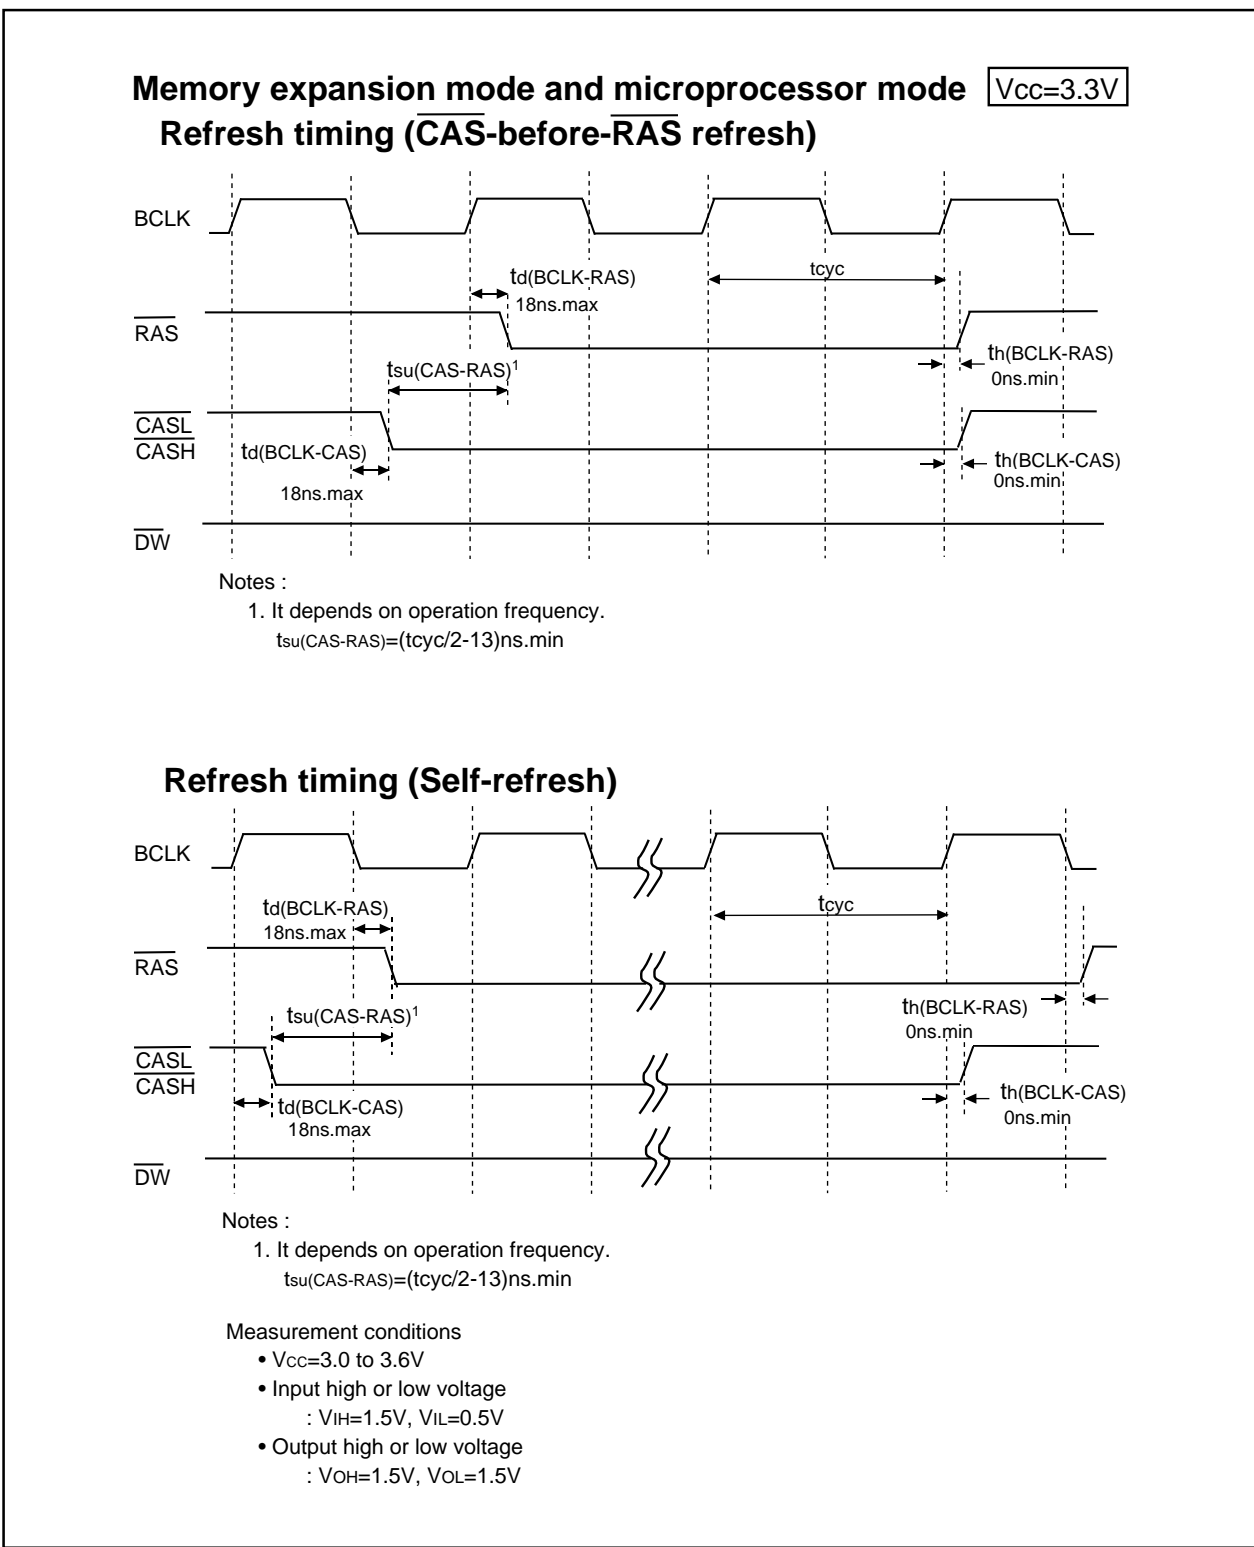 Memory expansion mode and microprocessor mode Vcc=3.3V
Refresh timing (CAS-before-RAS refresh)
BCLK
td(BCLK-RAS)
18ns.max
tcyc
RAS
th(BCLK-RAS)
0ns.min
tsu(CAS-RAS)1
CASL
CASH
td(BCLK-CAS)
18ns.max
th(BCLK-CAS)
0ns.min
DW
Notes :
1. It depends on operation frequency.
tsu(CAS-RAS)=(tcyc/2-13)ns.min
Refresh timing (Self-refresh)
BCLK
td(BCLK-RAS)
18ns.max
tcyc
RAS
th(BCLK-RAS)
0ns.min
tsu(CAS-RAS)1
CASL
CASH
td(BCLK-CAS)
18ns.max
th(BCLK-CAS)
0ns.min
DW
Notes :
1. It depends on operation frequency.
tsu(CAS-RAS)=(tcyc/2-13)ns.min
Measurement conditions
• VCC=3.0 to 3.6V
• Input high or low voltage
: VIH=1.5V, VIL=0.5V
• Output high or low voltage
: VOH=1.5V, VOL=1.5V